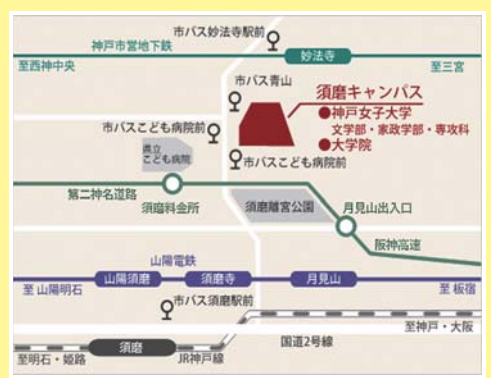 市バス妙法寺駅前
神戸市営地下鉄
妙法寺
至西神中央
至三宮
市バス青山
須磨キャンパス
●神戸女子大学
文学部・家政学部・専攻科
●大学院
市バスこども病院前
県立
こども病院
市バスこども病院前
第二神名道路
須磨料金所
須磨離宮公園
月見山出入口
阪神高速
山陽電鉄
山陽須磨
須磨寺
月見山
至 山陽明石
至 板宿
市バス須磨駅前
至神戸・大阪
国道2号線
須磨
至明石・姫路
JR神戸線